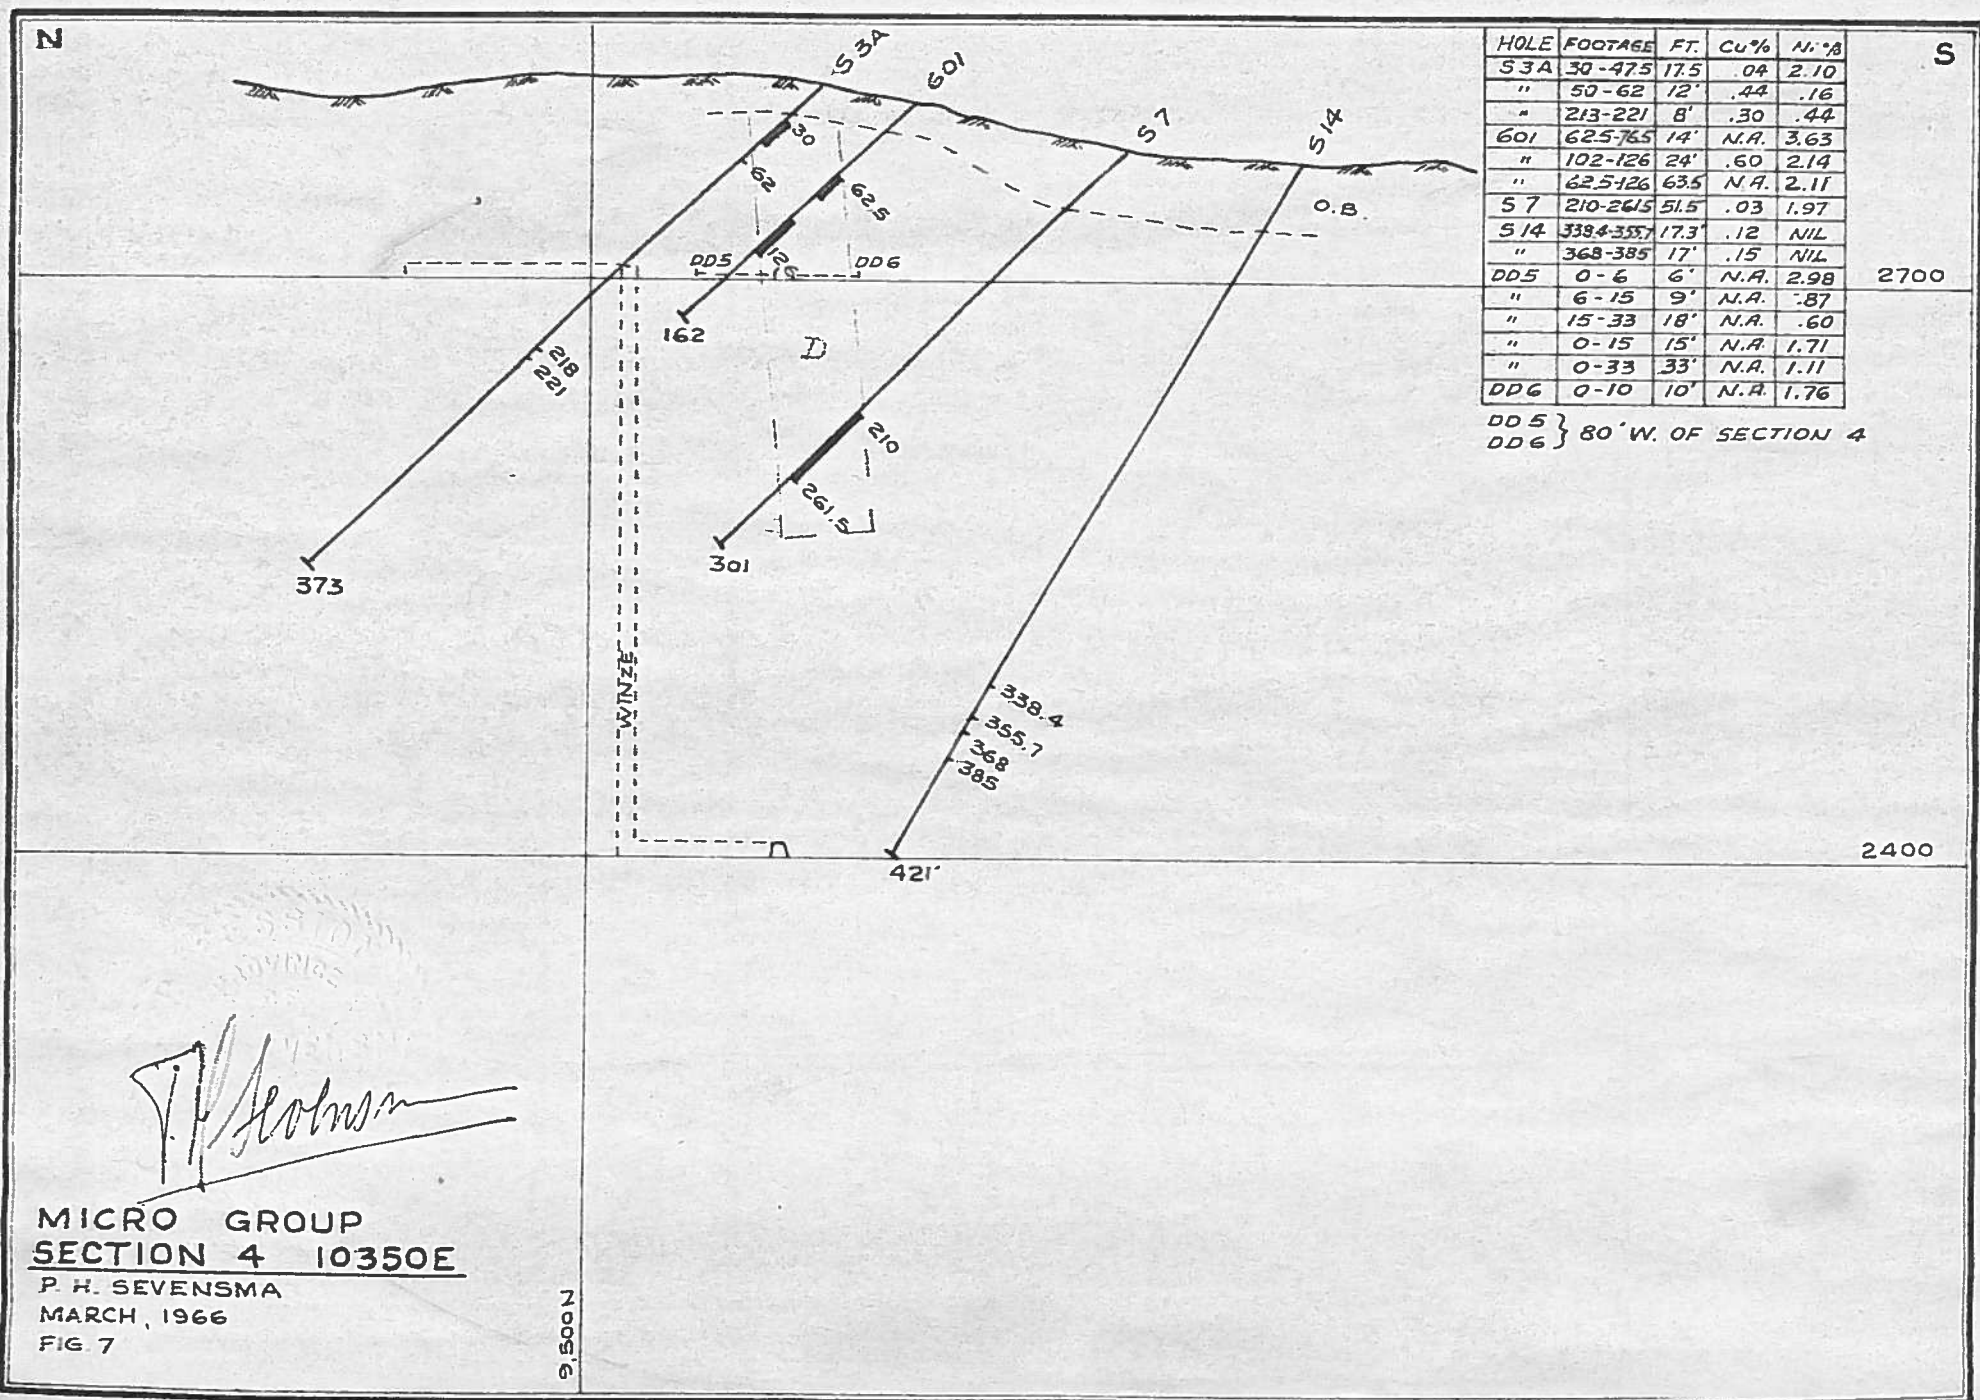 N
S
S3A
601
S7
S14
HOLE FOOTAGE FT. Cu% Ni%
S3A 30-47.5 17.5 .04 2.10
" 50-62 12' .44 .16
" 213-221 8' .30 .44
601 62.5-76.5 14' N.A. 3.63
" 102-126 24' .60 2.14
" 62.5-126 63.5 N.A. 2.11
S7 210-261.5 51.5 .03 1.97
S14 338.4-355.7 17.3' .12 NIL
" 368-385 17' .15 NIL
DD5 0-6 6' N.A. 2.98
" 6-15 9' N.A. .87
" 15-33 18' N.A. .60
" 0-15 15' N.A. 1.71
" 0-33 33' N.A. 1.11
DD6 0-10 10' N.A. 1.76
DD5
DD6 } 80' W. OF SECTION 4
30
62
62.5
126
O.B.
DD5
DD6
2700
162
D
218
221
210
261.5
301
373
WINZE
338.4
355.7
368
385
421'
2400
MICRO GROUP
SECTION 4 10350E
P. H. SEVENSMA
MARCH, 1966
FIG. 7
9,500N